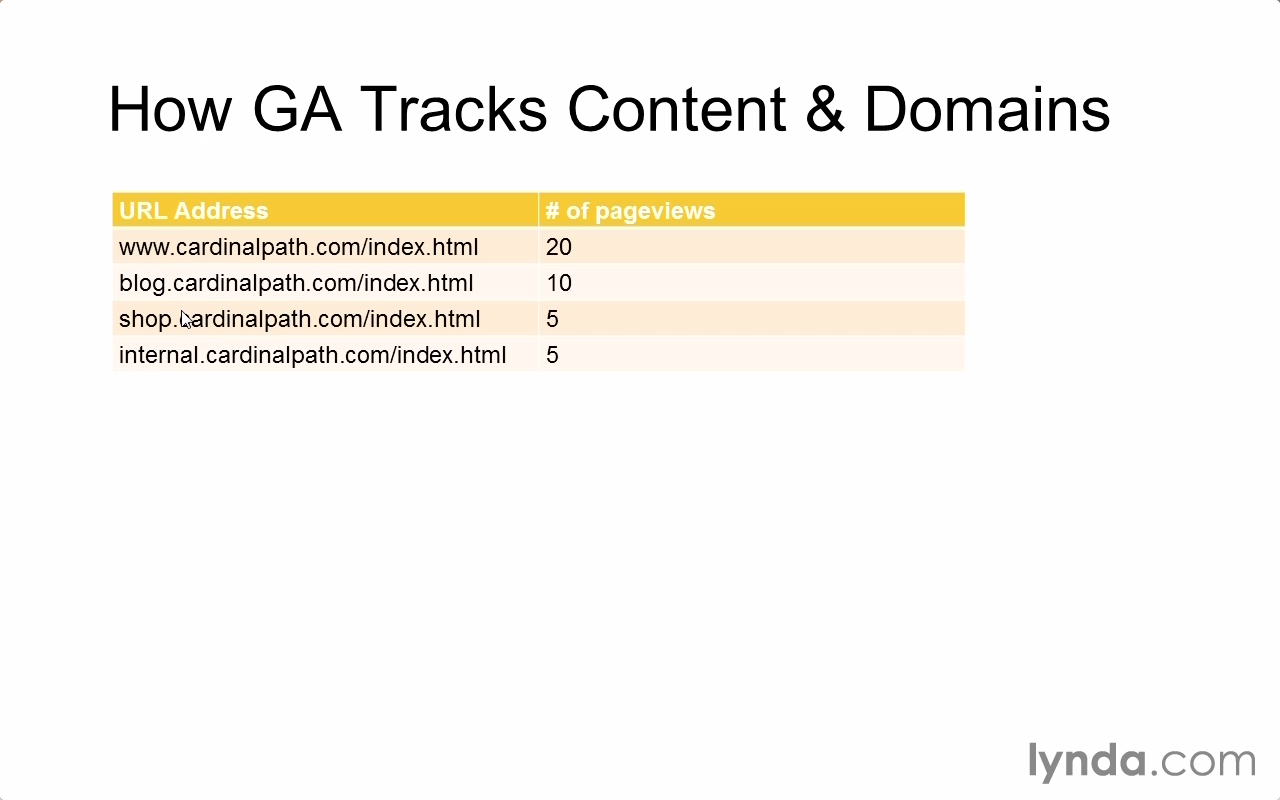 How GA Tracks Content & Domains
URL Address # of pageviews
www.cardinalpath.com/index.html 20
blog.cardinalpath.com/index.html 10
shop.cardinalpath.com/index.html 5
internal.cardinalpath.com/index.html 5
lynda.com